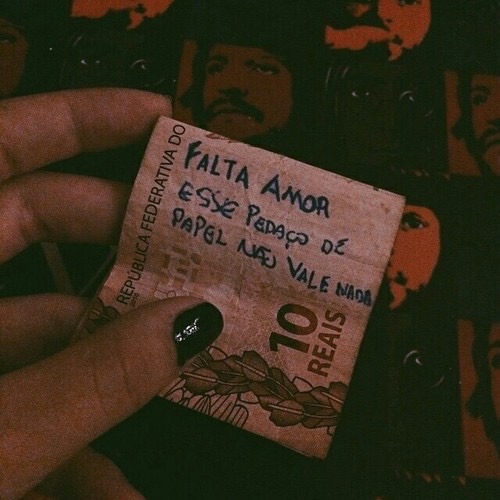 REPÚBLICA FEDERATIVA DO
FALTA AMOR
ESSE PEDAÇO DE
PAPEL NÃO VALE NADA
10
REAIS